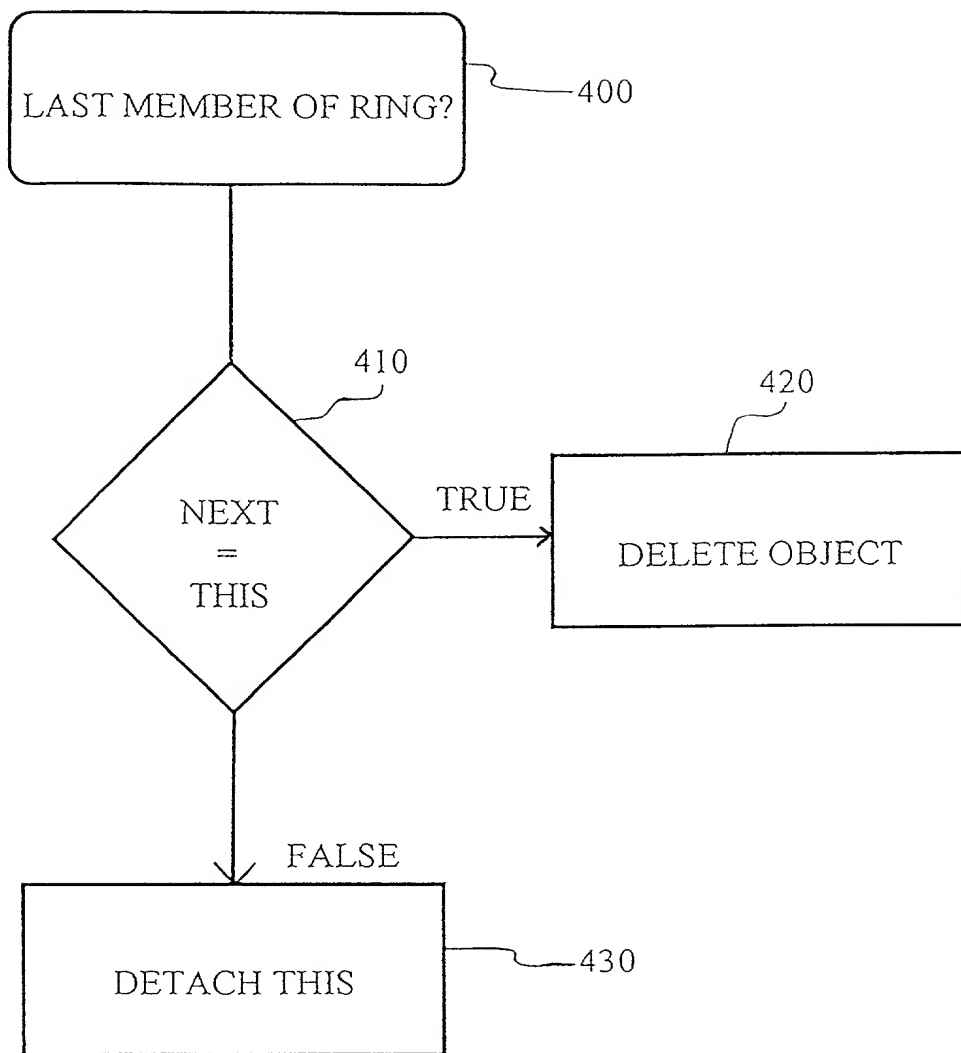 LAST MEMBER OF RING?
400
410
NEXT
=
THIS
TRUE
420
DELETE OBJECT
FALSE
DETACH THIS
430